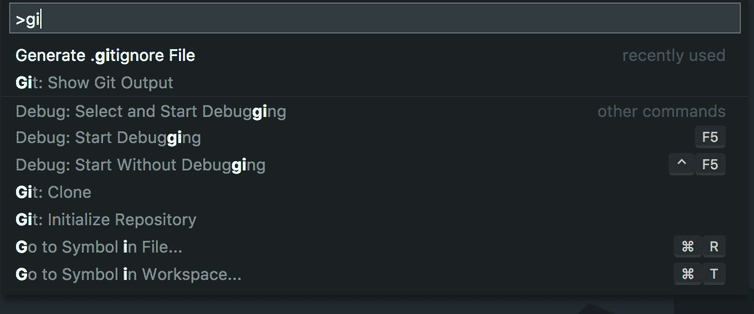 >gi
Generate .gitignore File recently used
Git: Show Git Output
Debug: Select and Start Debugging other commands
Debug: Start Debugging F5
Debug: Start Without Debugging ^ F5
Git: Clone
Git: Initialize Repository
Go to Symbol in File... ⌘ R
Go to Symbol in Workspace... ⌘ T